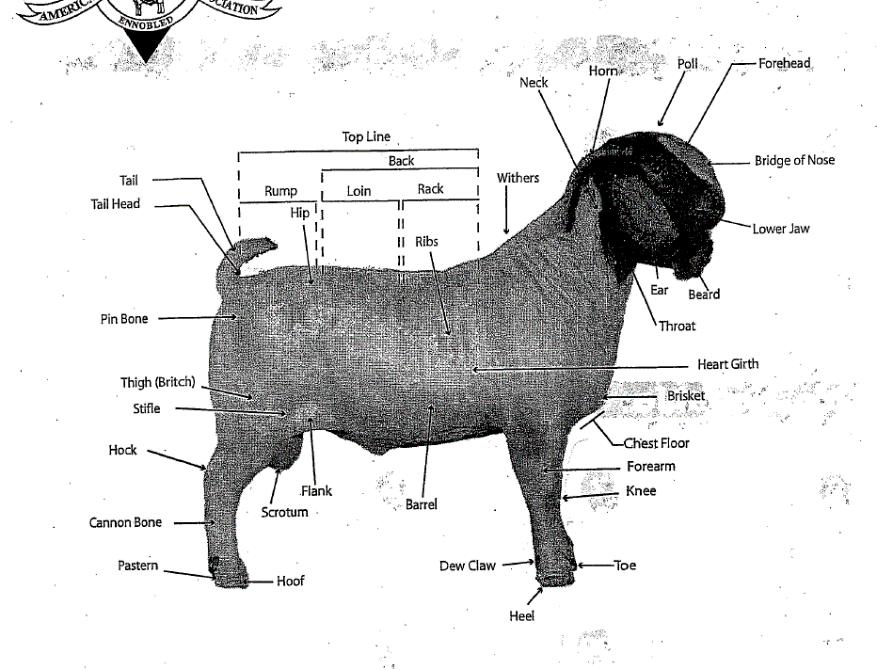 AMERIC
ENNOBLED
OCIATION
Poll
Forehead
Horn
Neck
Top Line
Back
Bridge of Nose
Tail
Rump
Loin
Rack
Withers
Tail Head
Hip
Lower Jaw
Ribs
Ear
Beard
Pin Bone
Throat
Heart Girth
Thigh (Britch)
Brisket
Stifle
Chest Floor
Hock
Forearm
Flank
Knee
Scrotum
Barrel
Cannon Bone
Pastern
Dew Claw
Toe
Hoof
Heel